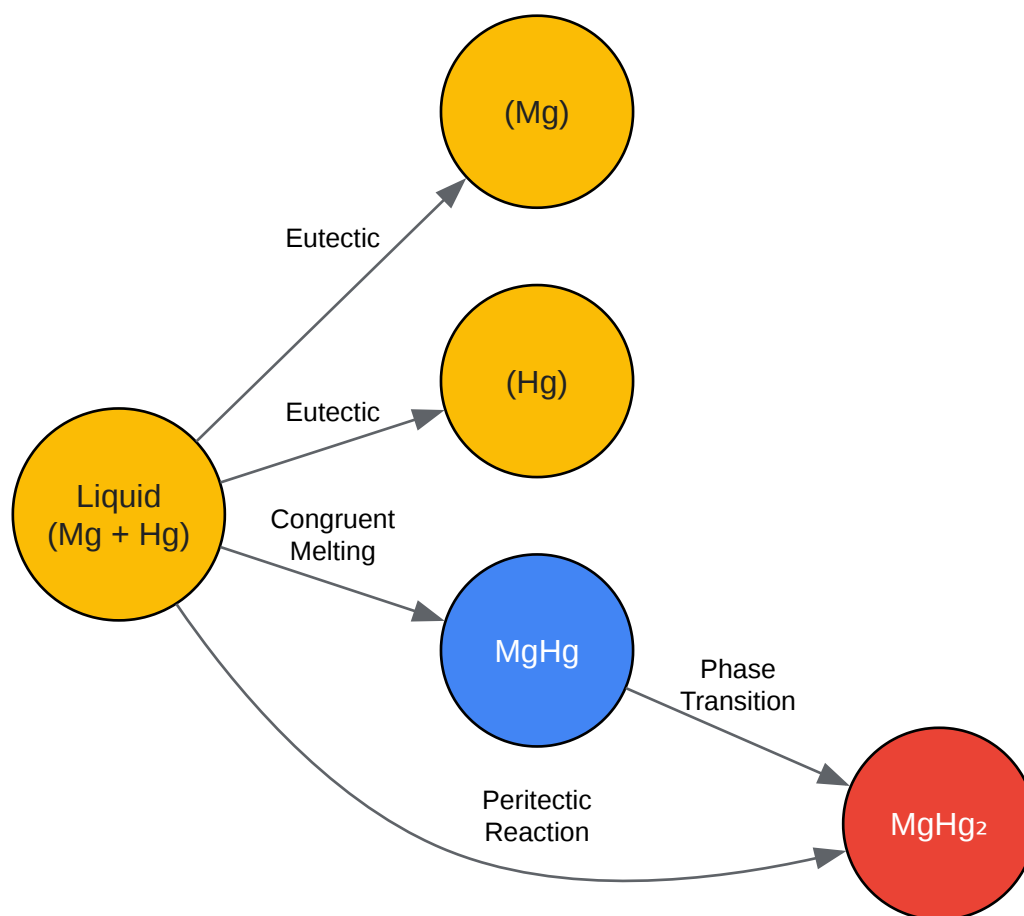 (Mg)
Eutectic
(Hg)
Eutectic
Liquid
(Mg + Hg)
Congruent
Melting
MgHg
Phase
Transition
Peritectic
Reaction
MgHg₂